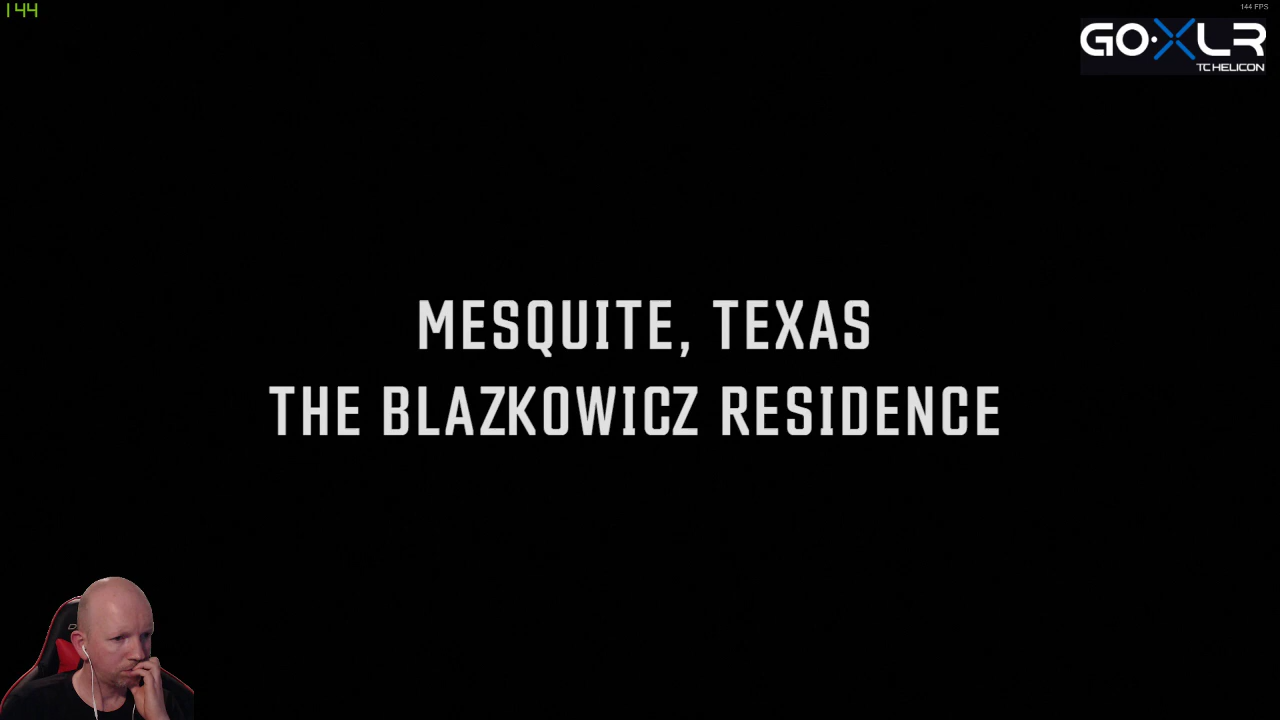 144
144 FPS
GO·XLR
TC HELICON
MESQUITE, TEXAS
THE BLAZKOWICZ RESIDENCE